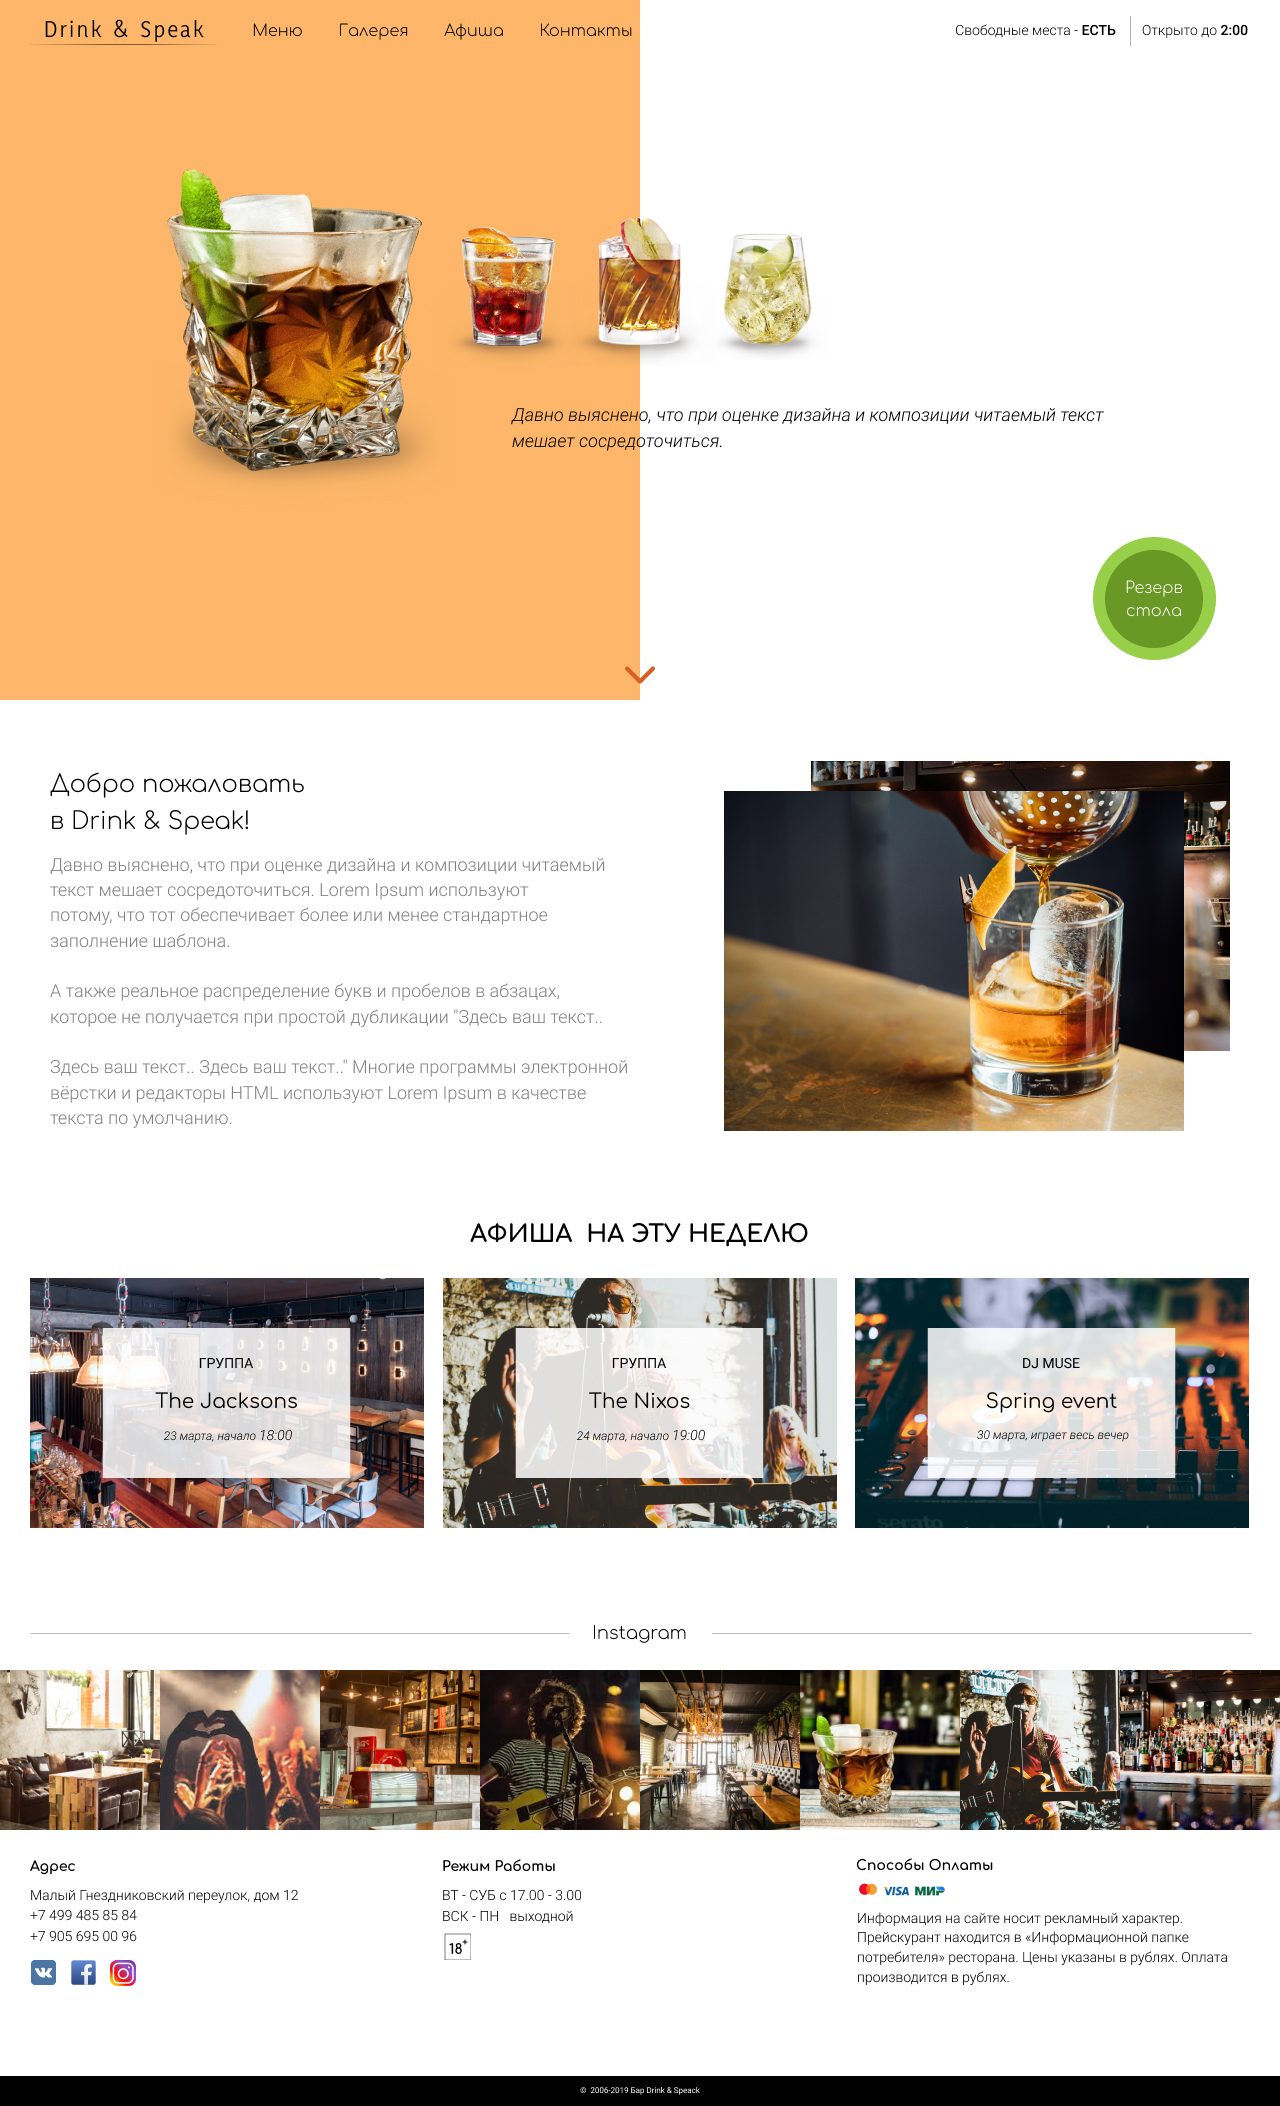 Drink & Speak
Меню
Галерея
Афиша
Контакты
Свободные места - ЕСТЬ
Открыто до 2:00
Давно выяснено, что при оценке дизайна и композиции читаемый текст
мешает сосредоточиться.
Резерв
стола
Добро пожаловать
в Drink & Speak!
Давно выяснено, что при оценке дизайна и композиции читаемый
текст мешает сосредоточиться. Lorem Ipsum используют
потому, что тот обеспечивает более или менее стандартное
заполнение шаблона.
А также реальное распределение букв и пробелов в абзацах,
которое не получается при простой дубликации "Здесь ваш текст..
Здесь ваш текст.. Здесь ваш текст.." Многие программы электронной
вёрстки и редакторы HTML используют Lorem Ipsum в качестве
текста по умолчанию.
АФИША НА ЭТУ НЕДЕЛЮ
ГРУППА
The Jacksons
23 марта, начало 18:00
ГРУППА
The Nixos
24 марта, начало 19:00
DJ MUSE
Spring event
30 марта, играет весь вечер
serato
Instagram
Адрес
Малый Гнездниковский переулок, дом 12
+7 499 485 85 84
+7 905 695 00 96
Режим Работы
ВТ - СУБ с 17.00 - 3.00
ВСК - ПН выходной
18+
Способы Оплаты
VISA МИР
Информация на сайте носит рекламный характер.
Прейскурант находится в «Информационной папке
потребителя» ресторана. Цены указаны в рублях. Оплата
производится в рублях.
© 2006-2019 Бар Drink & Speack